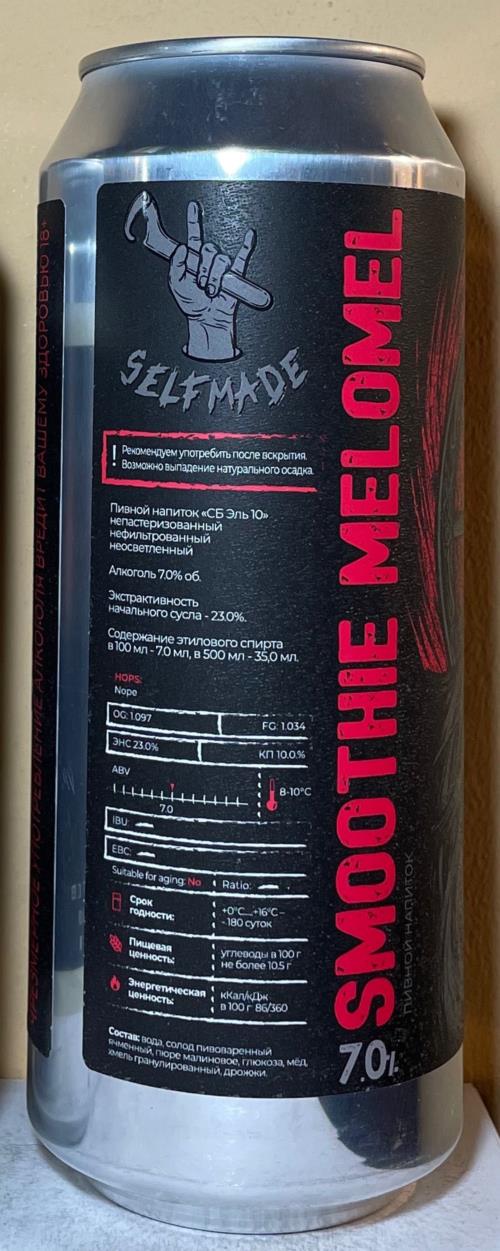 SELFMADE
! Рекомендуем употребить после вскрытия.
Возможно выпадение натурального осадка.
Пивной напиток «СБ Эль 10»
непастеризованный
нефильтрованный
неосветленный
Алкоголь 7.0% об.
Экстрактивность
начального сусла - 23.0%.
Содержание этилового спирта
в 100 мл - 7.0 мл, в 500 мл - 35,0 мл.
HOPS:
Nope
OG: 1.097 FG: 1.034
ЭНС 23.0% КП 10.0.%
ABV
7.0
8-10°C
IBU: —
EBC: —
Suitable for aging: No Ratio: —
Срок
годности:
+0°C...+16°C –
- 180 суток
Пищевая
ценность:
углеводы в 100 г
не более 10.5 г
Энергетическая
ценность:
кКал/кДж
в 100 г 86/360
Состав: вода, солод пивоваренный
ячменный, пюре малиновое, глюкоза, мёд,
хмель гранулированный, дрожжи.
SMOOTHIE MELOMEL
7.0%
ПИВНОЙ НАПИТОК
ЧРЕЗМЕРНОЕ УПОТРЕБЛЕНИЕ АЛКОГОЛЯ ВРЕДИТ ВАШЕМУ ЗДОРОВЬЮ 18+